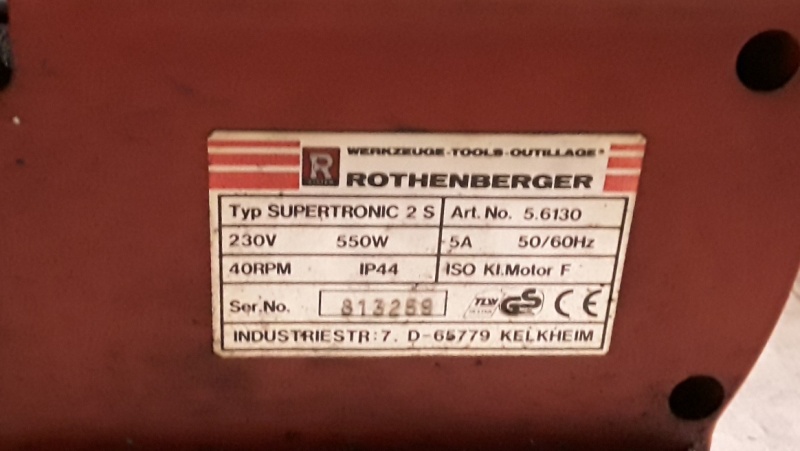 WERKZEUGE·TOOLS·OUTILLAGE
R ROTHENBERGER
Typ SUPERTRONIC 2 S Art. No. 5.6130
230V 550W 5A 50/60Hz
40RPM IP44 ISO Kl.Motor F
Ser.No. 813259 GS CE
INDUSTRIESTR:7. D-65779 KELKHEIM